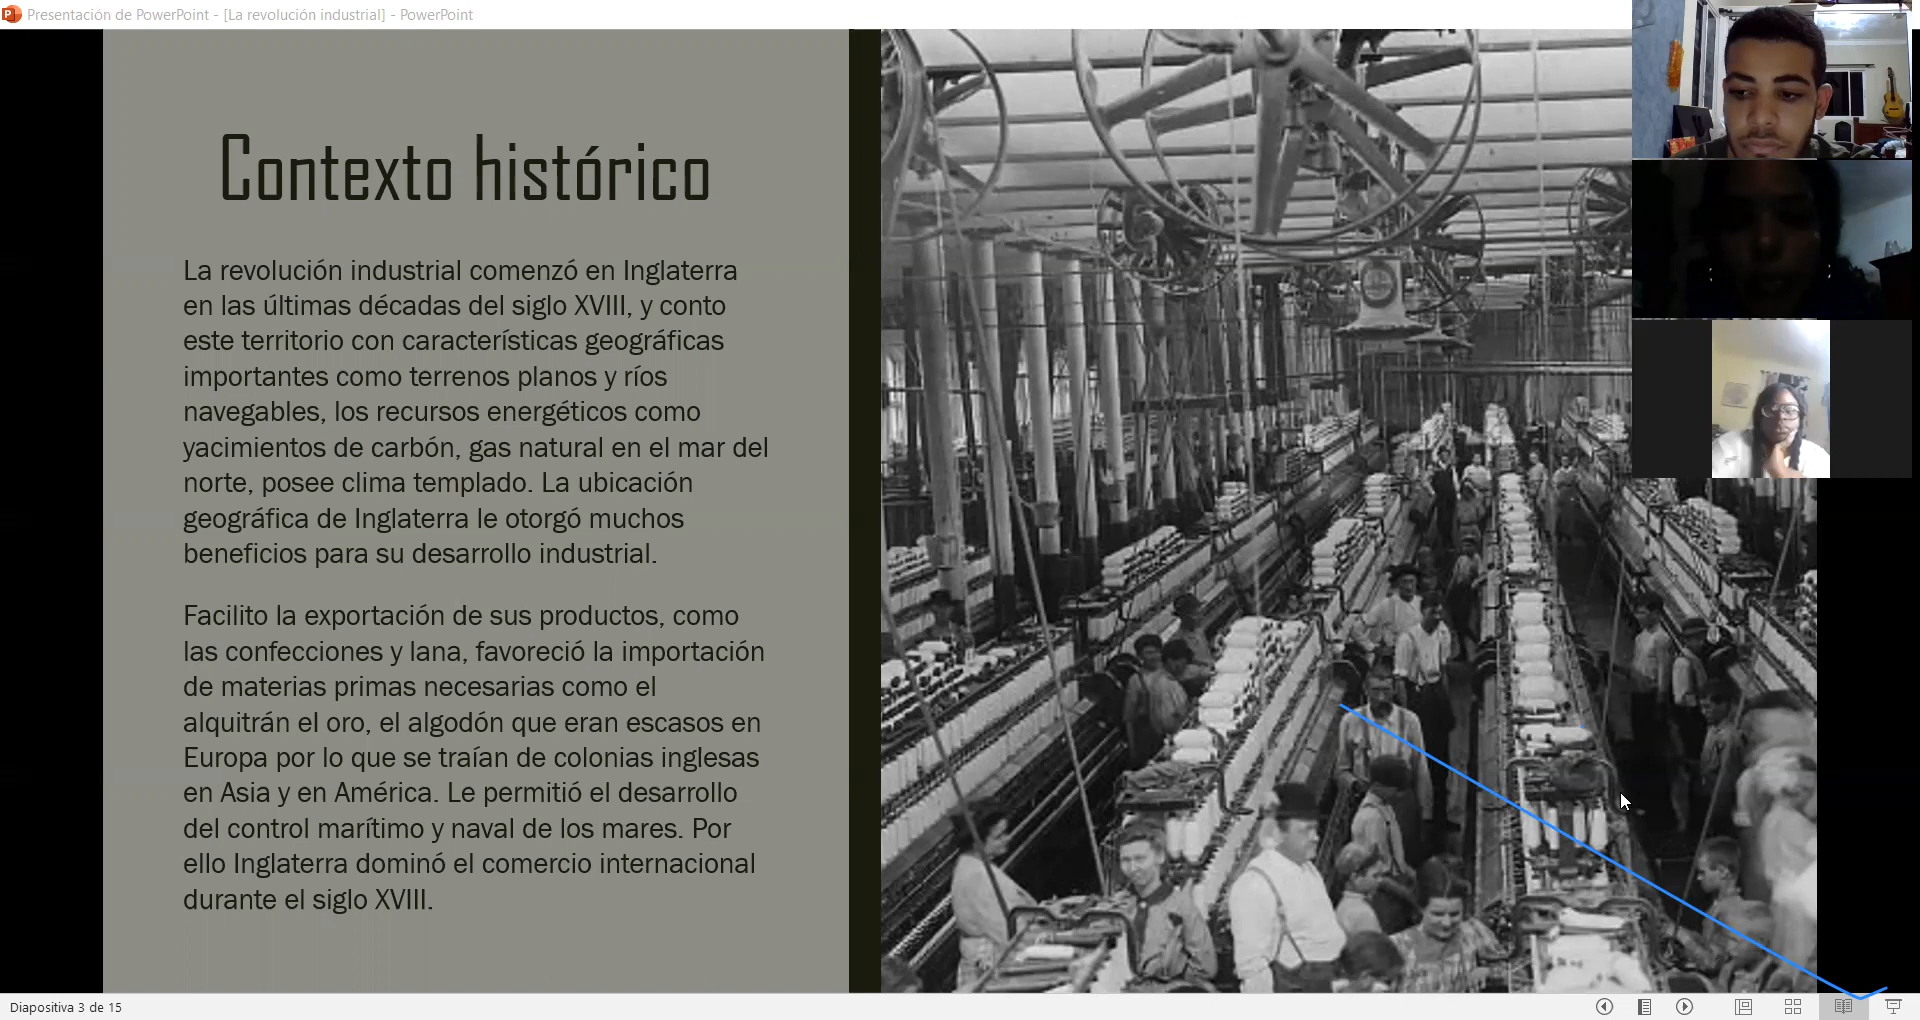 Presentación de PowerPoint - [La revolución industrial] - PowerPoint
Contexto histórico
La revolución industrial comenzó en Inglaterra
en las últimas décadas del siglo XVIII, y conto
este territorio con características geográficas
importantes como terrenos planos y ríos
navegables, los recursos energéticos como
yacimientos de carbón, gas natural en el mar del
norte, posee clima templado. La ubicación
geográfica de Inglaterra le otorgó muchos
beneficios para su desarrollo industrial.
Facilito la exportación de sus productos, como
las confecciones y lana, favoreció la importación
de materias primas necesarias como el
alquitrán el oro, el algodón que eran escasos en
Europa por lo que se traían de colonias inglesas
en Asia y en América. Le permitió el desarrollo
del control marítimo y naval de los mares. Por
ello Inglaterra dominó el comercio internacional
durante el siglo XVIII.
Diapositiva 3 de 15